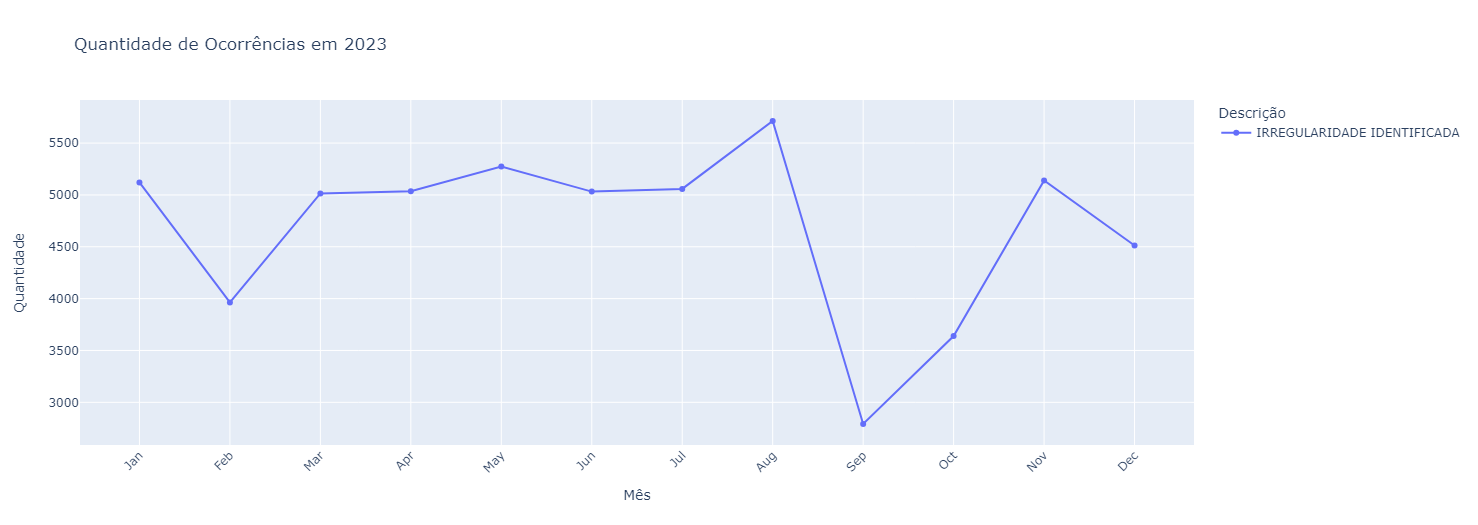 Quantidade de Ocorrências em 2023
Descrição
IRREGULARIDADE IDENTIFICADA
Quantidade
5500
5000
4500
4000
3500
3000
Jan
Feb
Mar
Apr
May
Jun
Jul
Aug
Sep
Oct
Nov
Dec
Mês